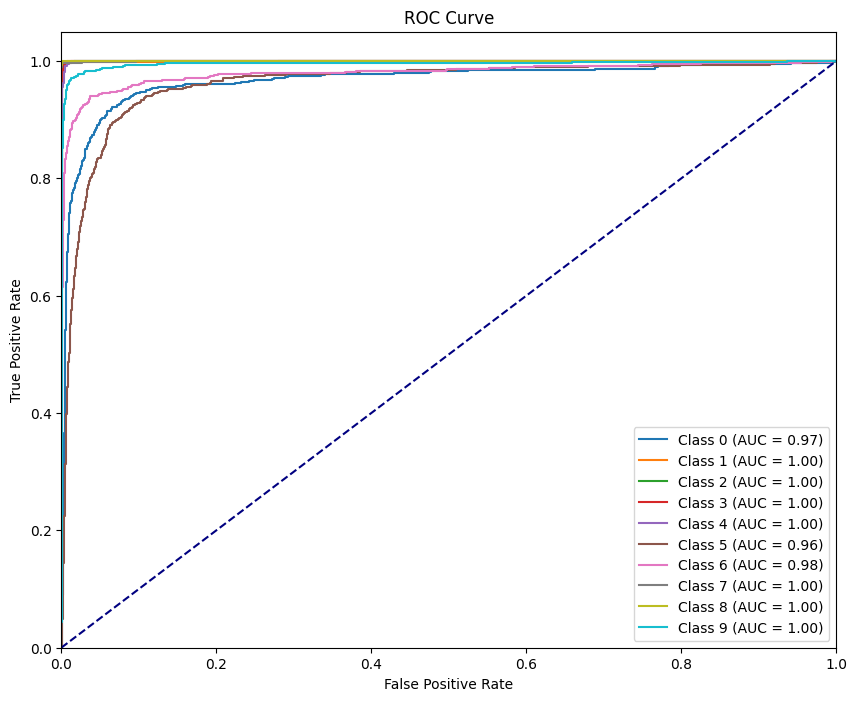 ROC Curve
True Positive Rate
1.0
0.8
0.6
0.4
0.2
0.0
0.0 0.2 0.4 0.6 0.8 1.0
False Positive Rate
Class 0 (AUC = 0.97)
Class 1 (AUC = 1.00)
Class 2 (AUC = 1.00)
Class 3 (AUC = 1.00)
Class 4 (AUC = 1.00)
Class 5 (AUC = 0.96)
Class 6 (AUC = 0.98)
Class 7 (AUC = 1.00)
Class 8 (AUC = 1.00)
Class 9 (AUC = 1.00)